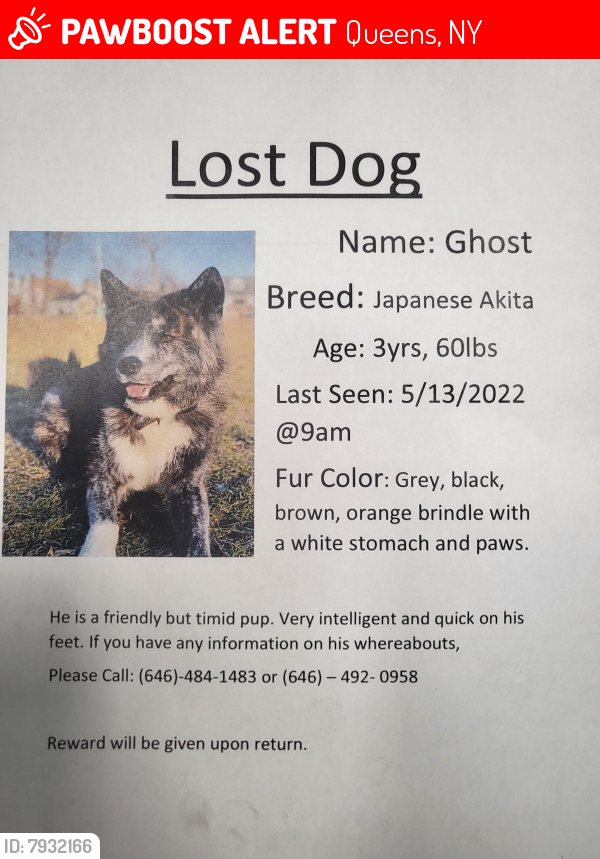 PAWBOOST ALERT Queens, NY
Lost Dog
Name: Ghost
Breed: Japanese Akita
Age: 3yrs, 60lbs
Last Seen: 5/13/2022
@9am
Fur Color: Grey, black,
brown, orange brindle with
a white stomach and paws.
He is a friendly but timid pup. Very intelligent and quick on his
feet. If you have any information on his whereabouts,
Please Call: (646)-484-1483 or (646) – 492- 0958
Reward will be given upon return.
ID: 7932166